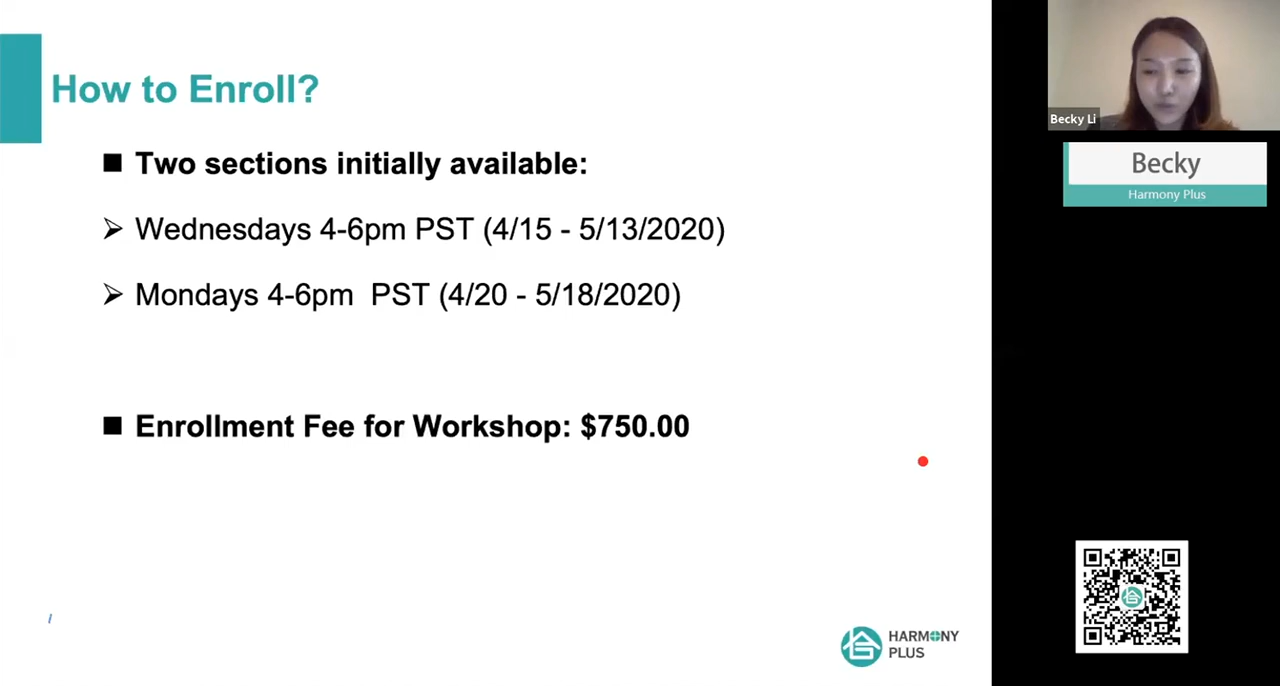 How to Enroll?
Two sections initially available:
Wednesdays 4-6pm PST (4/15 - 5/13/2020)
Mondays 4-6pm  PST (4/20 - 5/18/2020)
Enrollment Fee for Workshop: $750.00
HARMONY
PLUS
Becky Li
Becky
Harmony Plus